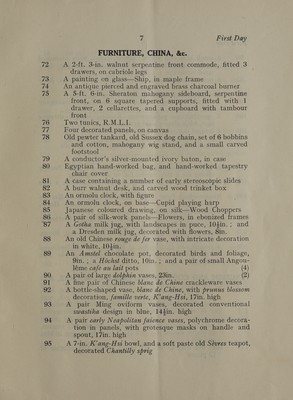 7 First Day
FURNITURE, CHINA, &c.
72 A 2-ft. 3-in. walnut serpentine front commode, fitted 3
drawers, on cabriole legs
73 A painting on glass—Ship, in maple frame
74 An antique pierced and engraved brass charcoal burner
75 A 5-ft. 6-in. Sheraton mahogany sideboard, serpentine
front, on 6 square tapered supports, fitted with 1
drawer, 2 cellarettes, and a cupboard with tambour
front
76 Two tunics, R.M.L.I.
77 Four decorated panels, on canvas
78 Old pewter tankard, old Sussex dog chain, set of 6 bobbins
and cotton, mahogany wig stand, and a small carved
footstool
79 A conductor's silver-mounted ivory baton, in case
80 Egyptian hand-worked bag, and hand-worked tapestry
chair cover
81 A case containing a number of early stereoscopic slides
82 A burr walnut desk, and carved wood trinket box
83 An ormolu clock, with figure
84 An ormolu clock, on base—Cupid playing harp
85 Japanese coloured drawing, on silk—Wood Choppers
86 A pair of silk-work panels—Flowers, in ebonized frames
87 A Gotha milk jug, with landscapes in puce, 10½in. ; and
a Dresden milk jug, decorated with flowers, 8in.
88 An old Chinese rouge de fer vase, with intricate decoration
in white, 10½in.
89 An Amstel chocolate pot, decorated birds and foliage,
9in. ; a Höchst ditto, 10in. ; and a pair of small Angou-
lème café au lait pots (4)
90 A pair of large dolphin vases, 23in. (2)
91 A fine pair of Chinese blanc de Chine crackleware vases
92 A bottle-shaped vase, blanc de Chine, with prunus blossom
decoration, famille verte, K'ang-Hsi, 17in. high
93 A pair Ming oviform vases, decorated conventional
swastika design in blue, 14½in. high
94 A pair early Neapolitan faience vases, polychrome decora-
tion in panels, with grotesque masks on handle and
spout, 17in. high
95 A 7-in. K'ang-Hsi bowl, and a soft paste old Sèvres teapot,
decorated Chantilly sprig